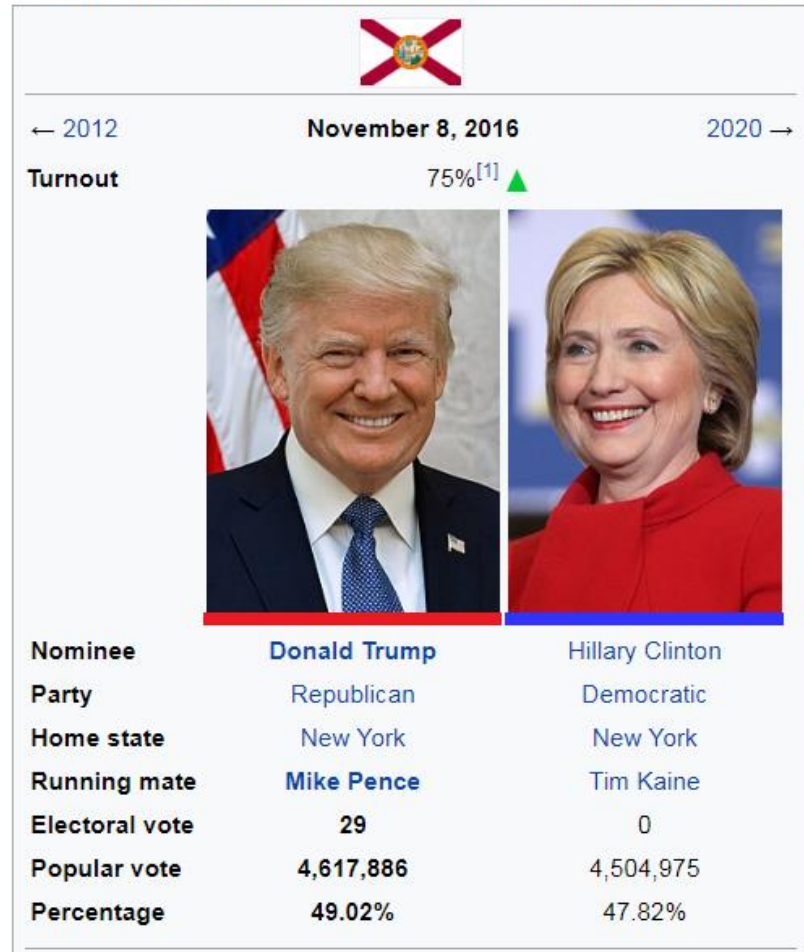 ← 2012 November 8, 2016 2020 →
Turnout 75%[1] ▲
Nominee Donald Trump Hillary Clinton
Party Republican Democratic
Home state New York New York
Running mate Mike Pence Tim Kaine
Electoral vote 29 0
Popular vote 4,617,886 4,504,975
Percentage 49.02% 47.82%